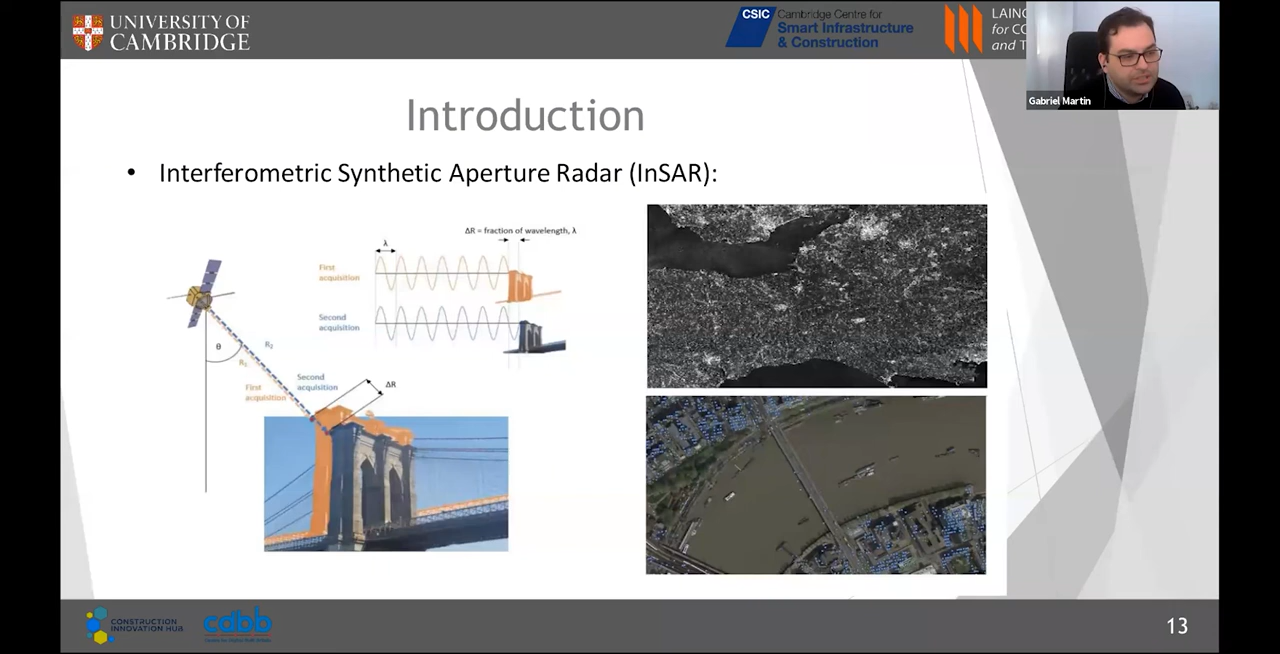 UNIVERSITY OF
CAMBRIDGE
CSIC
Cambridge Centre for
Smart Infrastructure
& Construction
LAING
for CO
and T
Gabriel Martin
Introduction
• Interferometric Synthetic Aperture Radar (InSAR):
ΔR = fraction of wavelength, λ
λ
First
acquisition
Second
acquisition
θ
R₂
R₁
Second
acquisition
First
acquisition
ΔR
CONSTRUCTION
INNOVATION HUB
cdbb
13